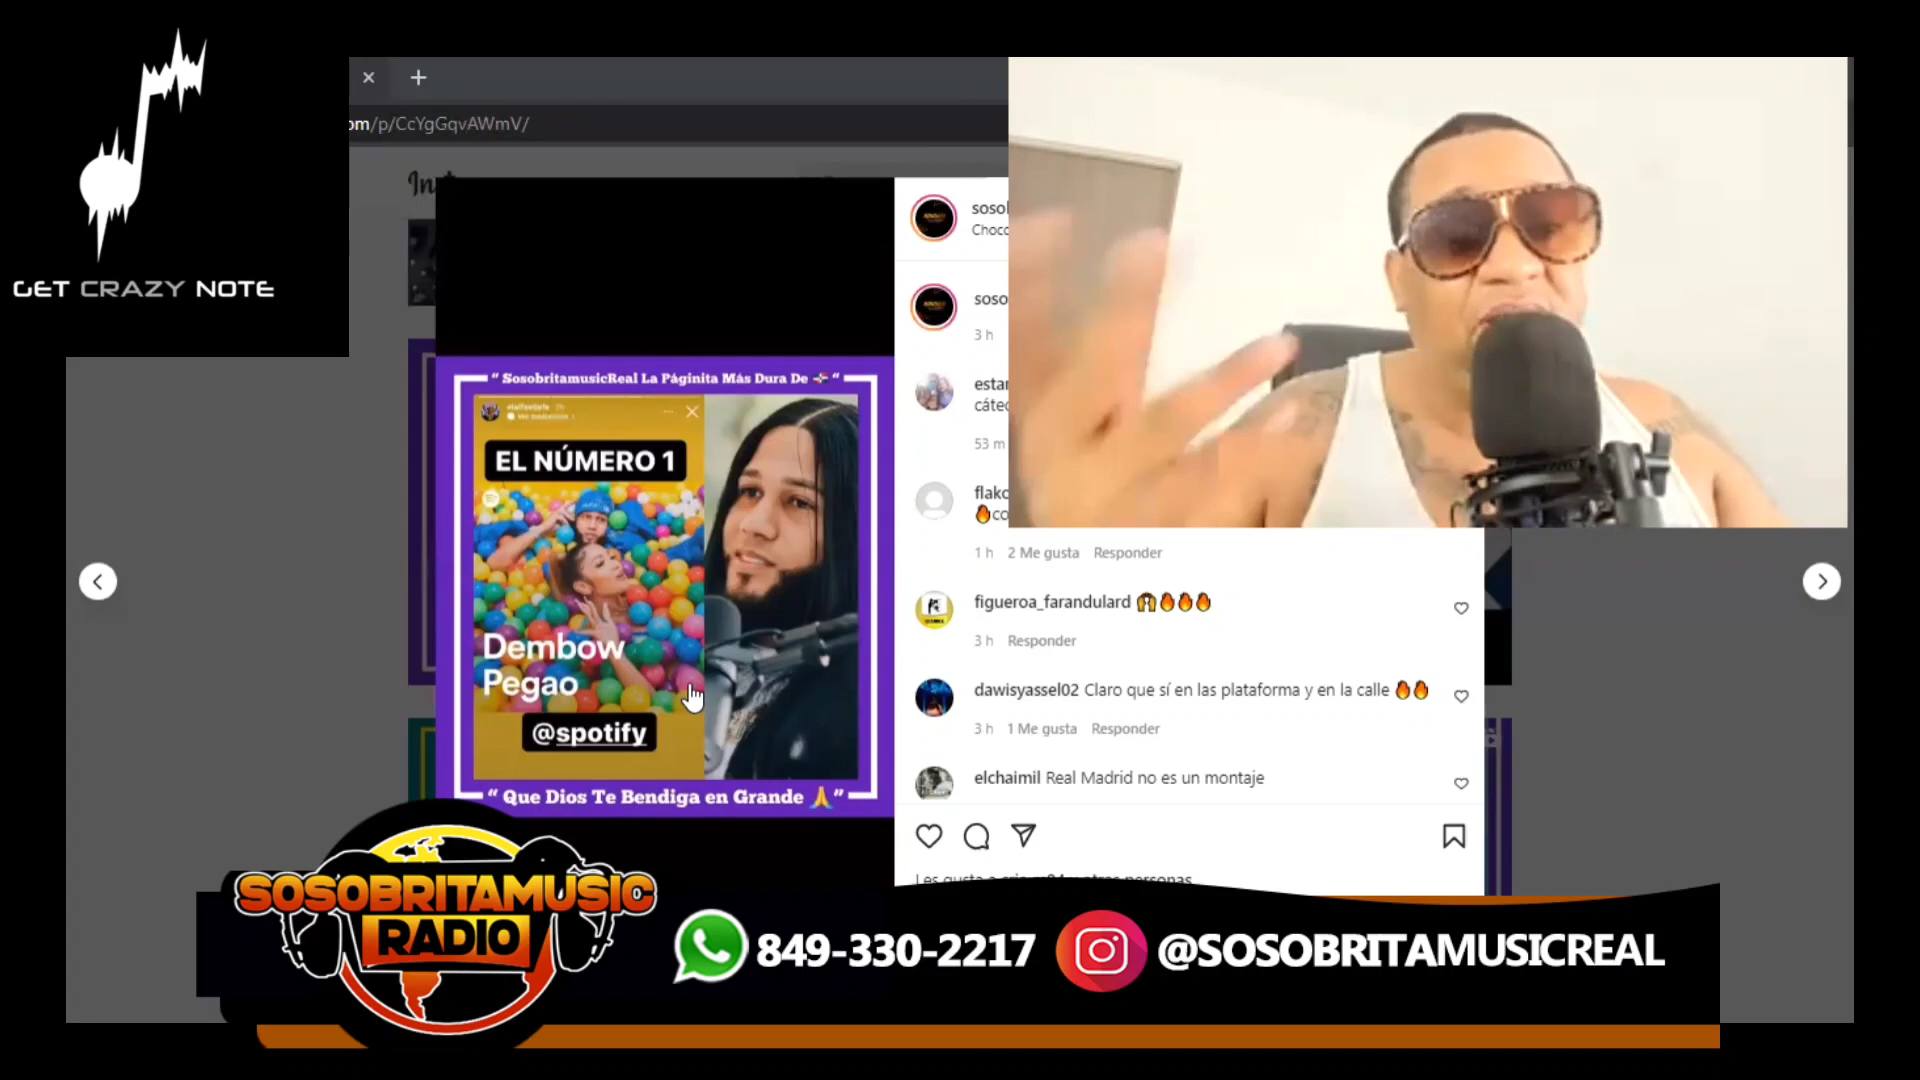 GET CRAZY NOTE
om/p/CcYgGqvAWmV/
“ SosobritamusicReal La Páginita Más Dura De 🇩🇴 “
EL NÚMERO 1
Dembow
Pegao
@spotify
“ Que Dios Te Bendiga en Grande 🙏”
3 h
53 m
1 h 2 Me gusta Responder
figueroa_farandulard 🙌🔥🔥🔥
3 h Responder
dawisyassel02 Claro que sí en las plataforma y en la calle 🔥🔥
3 h 1 Me gusta Responder
elchaimil Real Madrid no es un montaje
SOSOBRITAMUSIC
RADIO
849-330-2217
@SOSOBRITAMUSICREAL